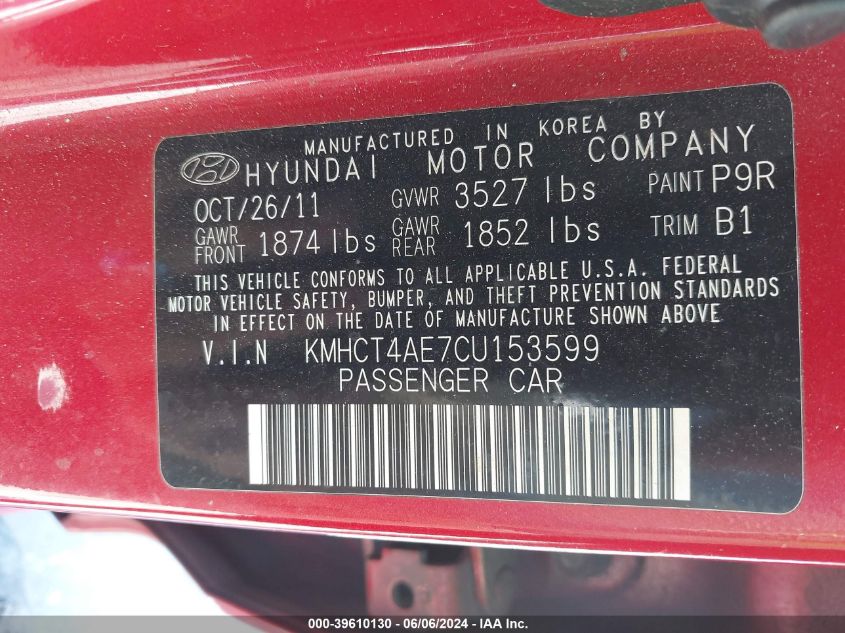 MANUFACTURED IN KOREA BY
HYUNDAI MOTOR COMPANY
OCT/26/11 GVWR 3527 lbs PAINT P9R
GAWR FRONT 1874 lbs GAWR REAR 1852 lbs TRIM B1
THIS VEHICLE CONFORMS TO ALL APPLICABLE U.S.A. FEDERAL
MOTOR VEHICLE SAFETY, BUMPER, AND THEFT PREVENTION STANDARDS
IN EFFECT ON THE DATE OF MANUFACTURE SHOWN ABOVE
V.I.N KMHCT4AE7CU153599
PASSENGER CAR
000-39610130 - 06/06/2024 - IAA Inc.